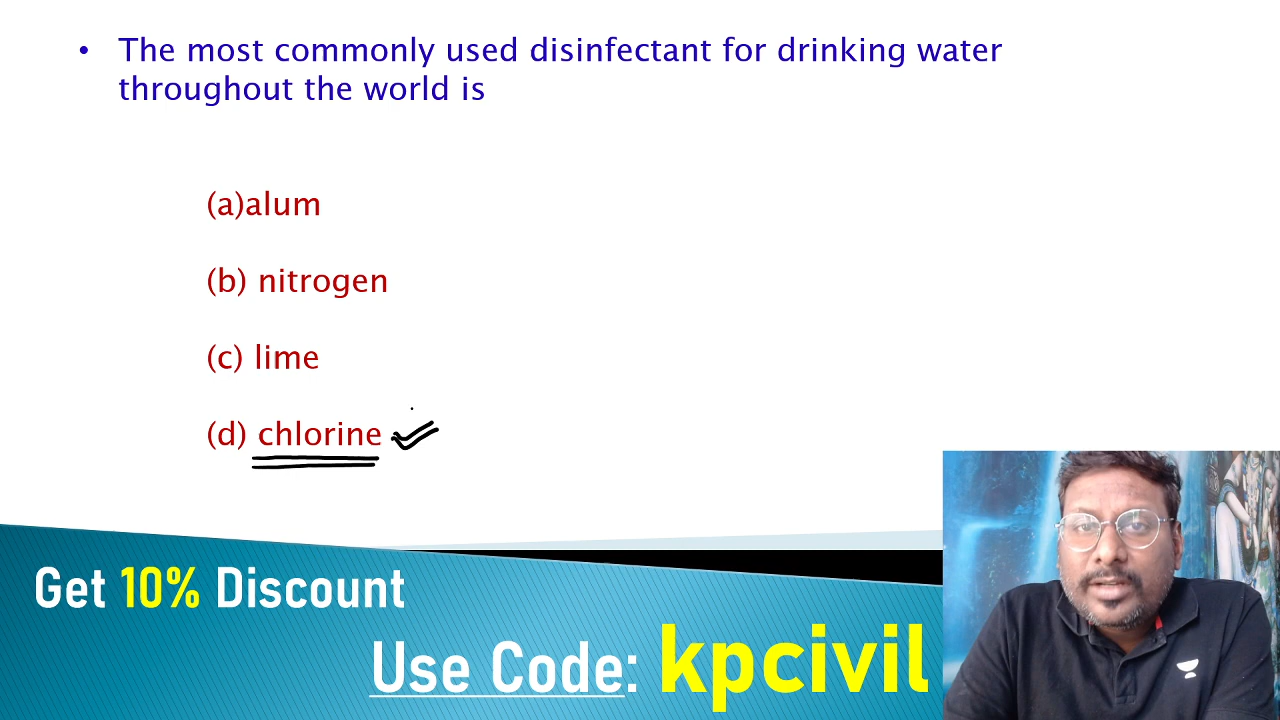 • The most commonly used disinfectant for drinking water
throughout the world is
(a)alum
(b) nitrogen
(c) lime
(d) chlorine
Get 10% Discount
Use Code: kpcivil